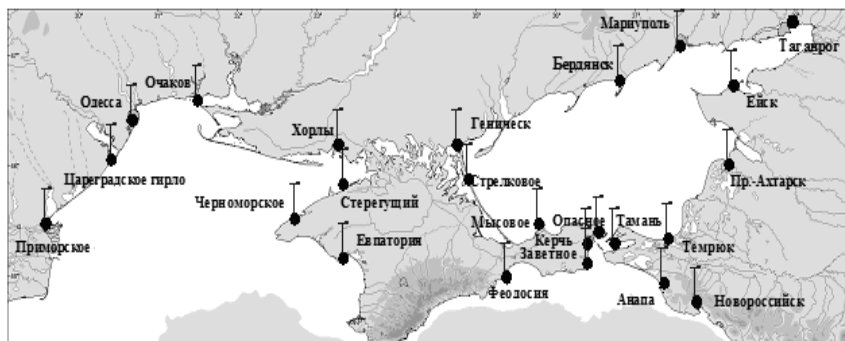 Мариуполь
Таганрог
Бердянск
Ейск
Очаков
Одесса
Хорлы
Геническ
Цареградское гирло
Стрелковое
Пр.-Ахтарск
Стерегущий
Черноморское
Мысовое
Опасное
Тамань
Приморское
Евпатория
Керчь
Темрюк
Заветное
Феодосия
Анапа
Новороссийск